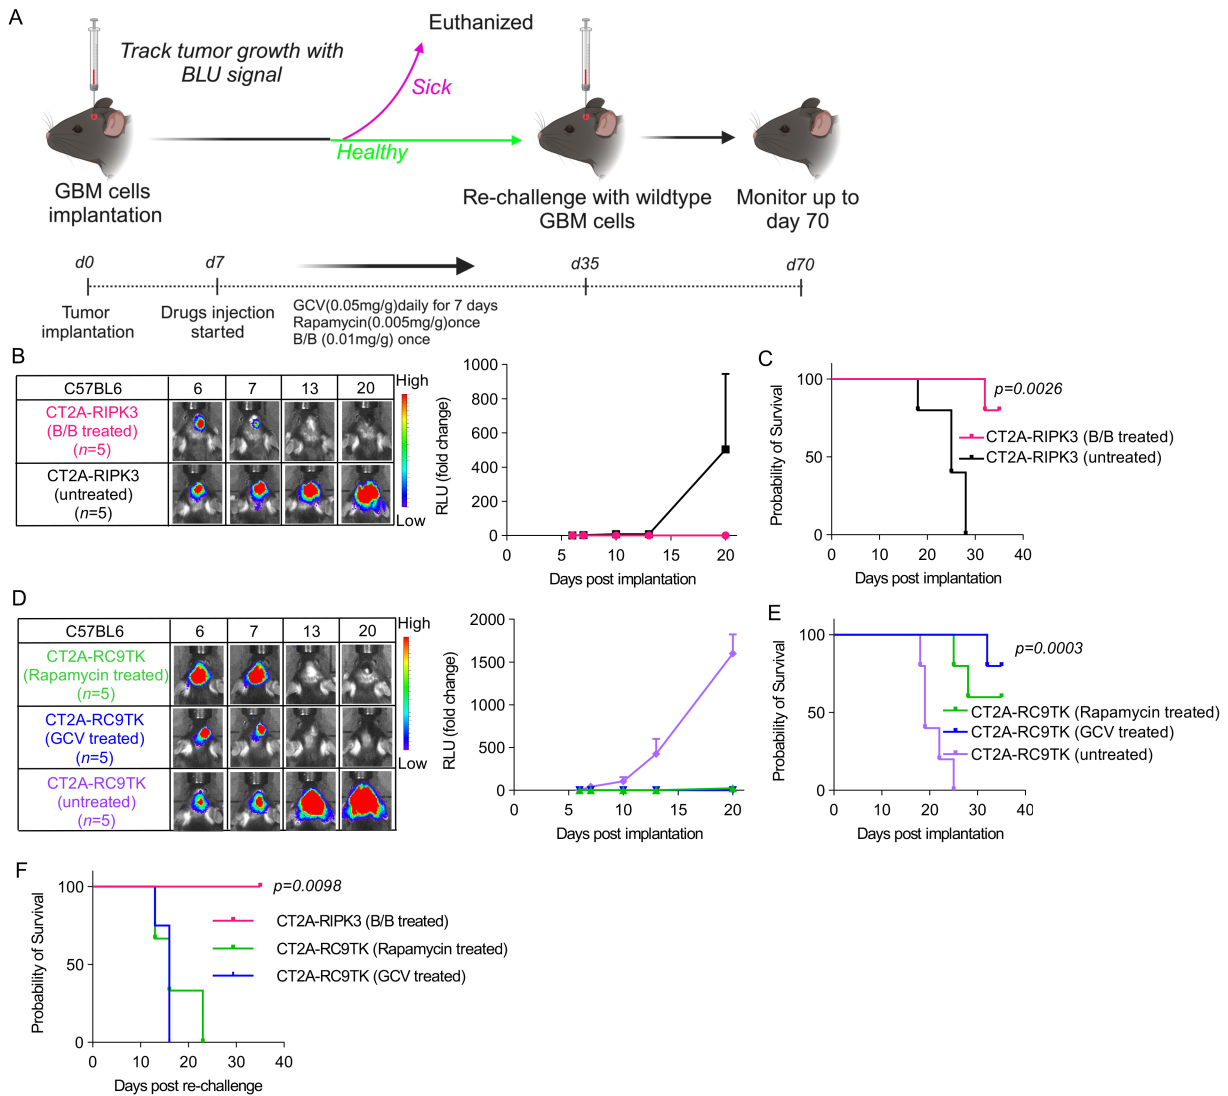 A
Track tumor growth with
BLU signal
Euthanized
Sick
Healthy
GBM cells
implantation
Re-challenge with wildtype
GBM cells
Monitor up to
day 70
d0
d7
d35
d70
Tumor
implantation
Drugs injection
started
GCV(0.05mg/g)daily for 7 days
Rapamycin(0.005mg/g)once
B/B (0.01mg/g) once
B
C57BL6 6 7 13 20
CT2A-RIPK3
(B/B treated)
(n=5)
CT2A-RIPK3
(untreated)
(n=5)
High
Low
RLU (fold change)
1000
800
600
400
200
0
0 5 10 15 20
Days post implantation
C
Probability of Survival
100
50
0
0 10 20 30 40
Days post implantation
p=0.0026
CT2A-RIPK3 (B/B treated)
CT2A-RIPK3 (untreated)
D
C57BL6 6 7 13 20
CT2A-RC9TK
(Rapamycin treated)
(n=5)
CT2A-RC9TK
(GCV treated)
(n=5)
CT2A-RC9TK
(untreated)
(n=5)
High
Low
RLU (fold change)
2000
1500
1000
500
0
0 5 10 15 20
Days post implantation
E
Probability of Survival
100
50
0
0 10 20 30 40
Days post implantation
p=0.0003
CT2A-RC9TK (Rapamycin treated)
CT2A-RC9TK (GCV treated)
CT2A-RC9TK (untreated)
F
Probability of Survival
100
50
0
0 10 20 30 40
Days post re-challenge
p=0.0098
CT2A-RIPK3 (B/B treated)
CT2A-RC9TK (Rapamycin treated)
CT2A-RC9TK (GCV treated)